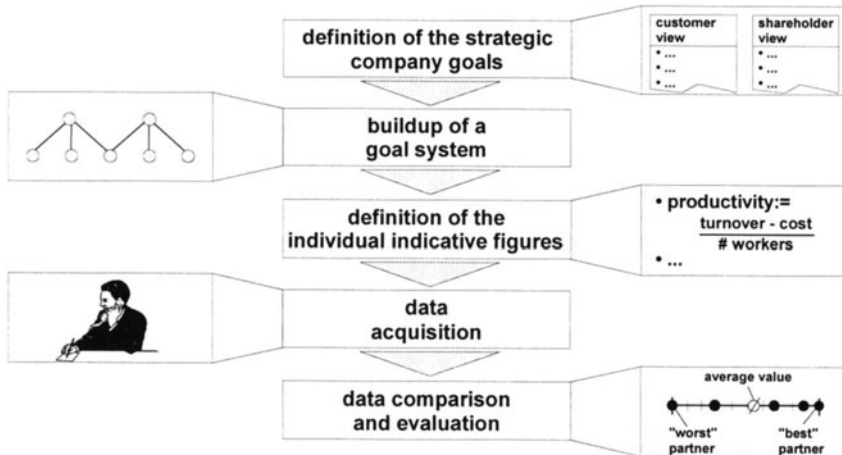 definition of the strategic
company goals
customer
view
• ...
• ...
• ...
shareholder
view
• ...
• ...
• ...
buildup of a
goal system
definition of the
individual indicative figures
• productivity:=
turnover - cost
# workers
• ...
data
acquisition
data comparison
and evaluation
average value
"worst"
partner
"best"
partner